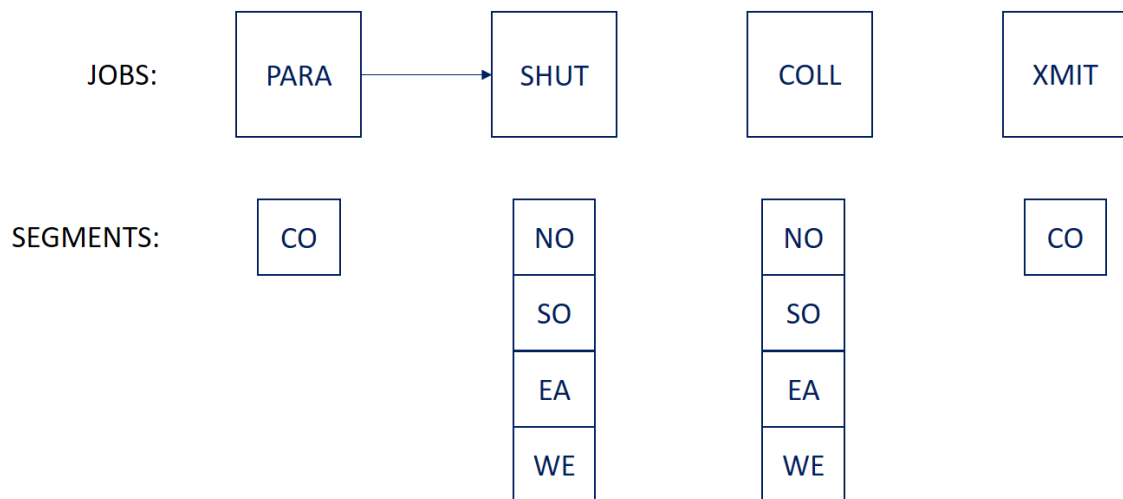 JOBS: PARA SHUT COLL XMIT
SEGMENTS: CO NO NO CO
SO SO
EA EA
WE WE